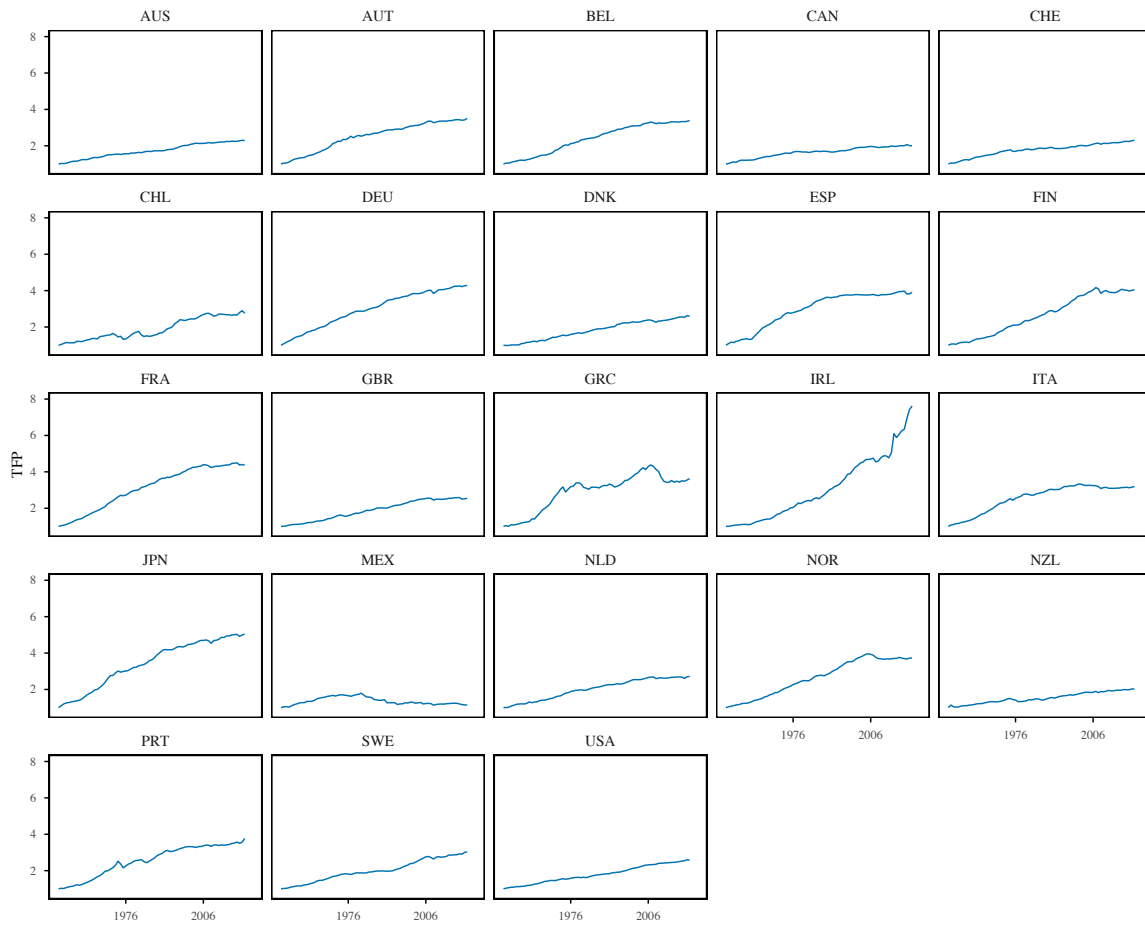 AUS AUT BEL CAN CHE
8
6
4
2
CHL DEU DNK ESP FIN
8
6
4
2
FRA GBR GRC IRL ITA
8
6
4
2
TFP
JPN MEX NLD NOR NZL
8
6
4
2
1976 2006 1976 2006
PRT SWE USA
8
6
4
2
1976 2006 1976 2006 1976 2006